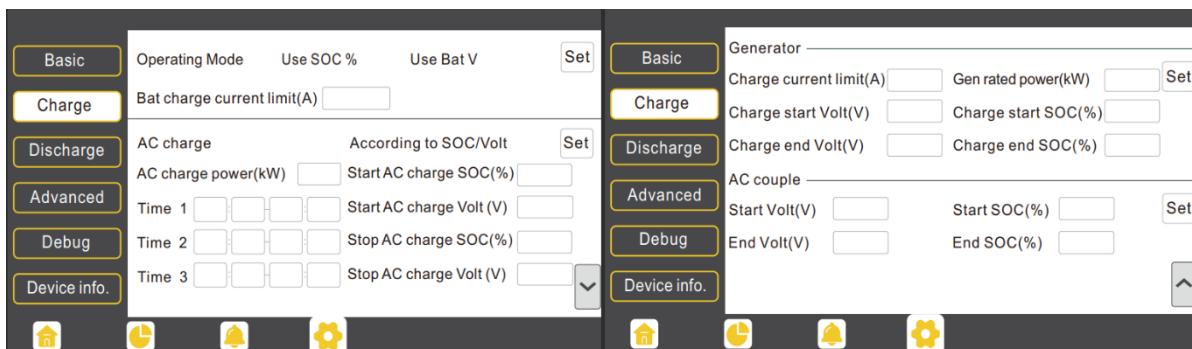 Basic
Charge
Discharge
Advanced
Debug
Device info.
Operating Mode Use SOC % Use Bat V Set
Bat charge current limit(A)
AC charge According to SOC/Volt Set
AC charge power(kW) Start AC charge SOC(%)
Time 1 : - : Start AC charge Volt (V)
Time 2 : - : Stop AC charge SOC(%)
Time 3 : - : Stop AC charge Volt (V)
Basic
Charge
Discharge
Advanced
Debug
Device info.
Generator
Charge current limit(A) Gen rated power(kW) Set
Charge start Volt(V) Charge start SOC(%)
Charge end Volt(V) Charge end SOC(%)
AC couple
Start Volt(V) Start SOC(%) Set
End Volt(V) End SOC(%)